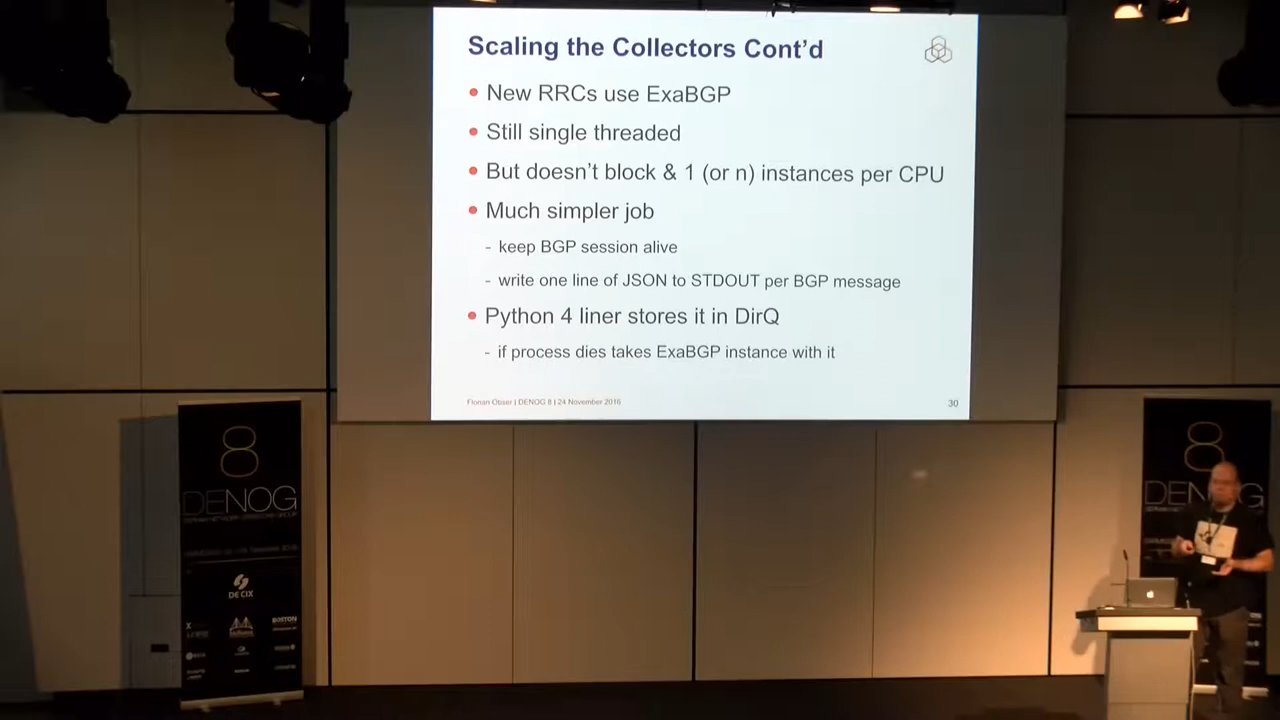 Scaling the Collectors Cont'd
• New RRCs use ExaBGP
• Still single threaded
• But doesn't block & 1 (or n) instances per CPU
• Much simpler job
- keep BGP session alive
- write one line of JSON to STDOUT per BGP message
• Python 4 liner stores it in DirQ
- if process dies takes ExaBGP instance with it
Florian Obser | DENOG 8 | 24 November 2016
30
8
DENOG
DE CIX
BOSTON
8
DENOG